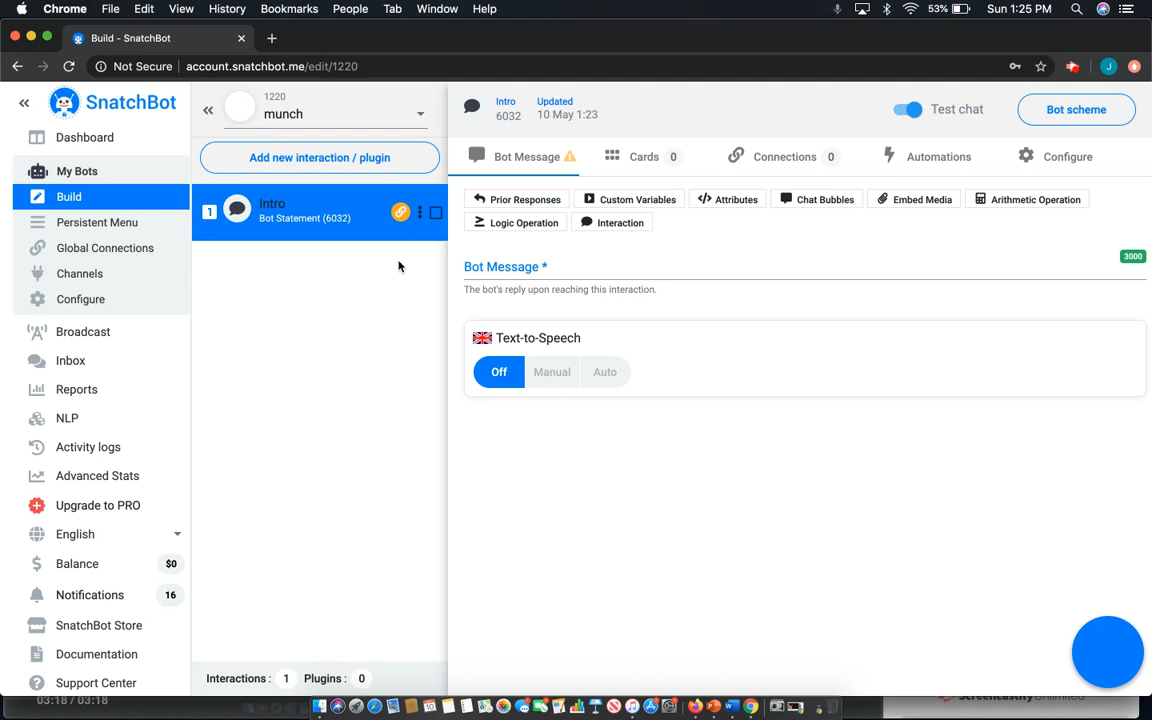 Chrome File Edit View History Bookmarks People Tab Window Help 53% Sun 1:25 PM
Build - SnatchBot
Not Secure account.snatchbot.me/edit/1220 J
SnatchBot
Dashboard
My Bots
Build
Persistent Menu
Global Connections
Channels
Configure
Broadcast
Inbox
Reports
NLP
Activity logs
Advanced Stats
Upgrade to PRO
English
Balance $0
Notifications 16
SnatchBot Store
Documentation
Support Center
03:18 / 03:18
1220
munch
Add new interaction / plugin
1 Intro
Bot Statement (6032)
Interactions : 1 Plugins : 0
Intro Updated
6032 10 May 1:23
Test chat
Bot scheme
Bot Message Cards 0 Connections 0 Automations Configure
Prior Responses Custom Variables Attributes Chat Bubbles Embed Media Arithmetic Operation
Logic Operation Interaction
3000
Bot Message *
The bot's reply upon reaching this interaction.
Text-to-Speech
Off Manual Auto